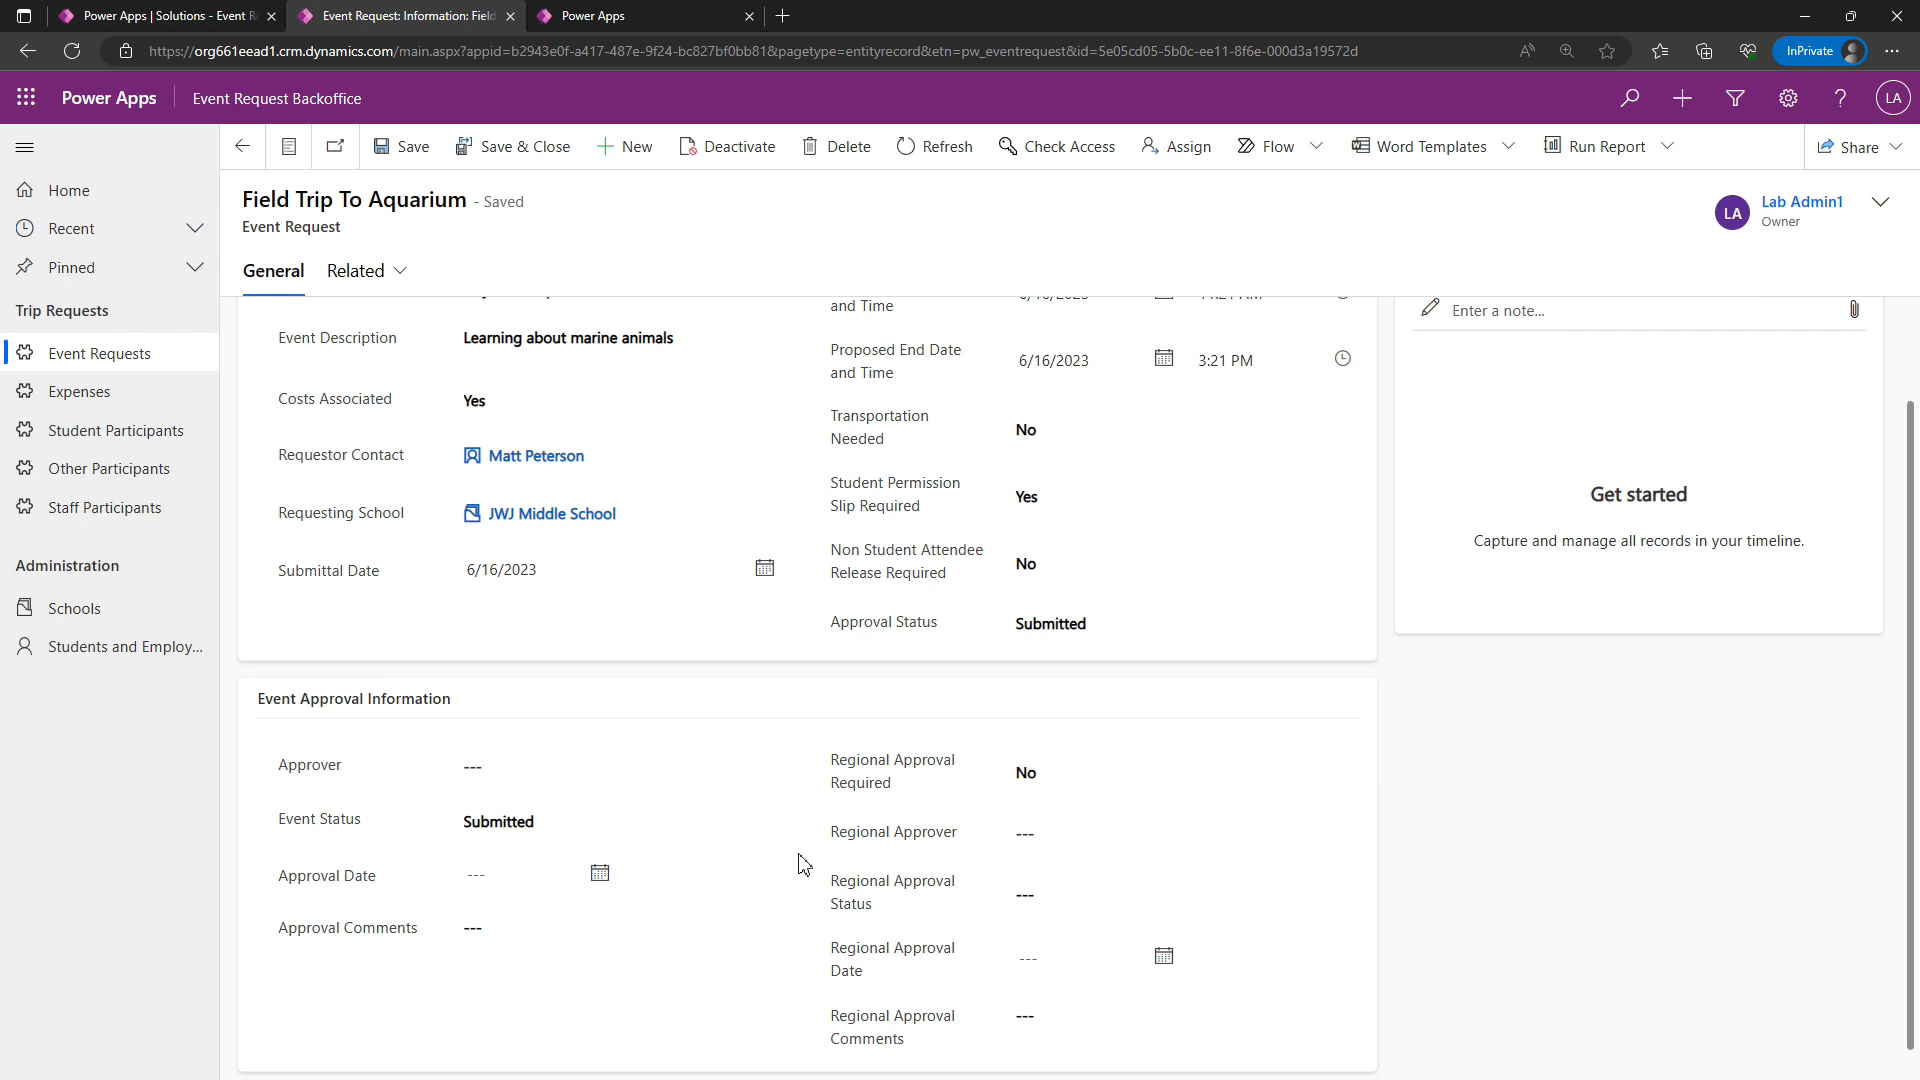 Power Apps | Solutions - Event R
Event Request: Information: Field
Power Apps
https://org661eead1.crm.dynamics.com/main.aspx?appid=b2943e0f-a417-487e-9f24-bc827bf0bb81&pagetype=entityrecord&etn=pw_eventrequest&id=5e05cd05-5b0c-ee11-8f6e-000d3a19572d
InPrivate
Power Apps
Event Request Backoffice
LA
Save
Save & Close
New
Deactivate
Delete
Refresh
Check Access
Assign
Flow
Word Templates
Run Report
Share
Home
Recent
Pinned
Trip Requests
Event Requests
Expenses
Student Participants
Other Participants
Staff Participants
Administration
Schools
Students and Employ...
Field Trip To Aquarium - Saved
Event Request
LA
Lab Admin1
Owner
General
Related
Event Description
Learning about marine animals
Costs Associated
Yes
Requestor Contact
Matt Peterson
Requesting School
JWJ Middle School
Submittal Date
6/16/2023
and Time
Proposed End Date
and Time
6/16/2023
3:21 PM
Transportation
Needed
No
Student Permission
Slip Required
Yes
Non Student Attendee
Release Required
No
Approval Status
Submitted
Enter a note...
Get started
Capture and manage all records in your timeline.
Event Approval Information
Approver
---
Event Status
Submitted
Approval Date
---
Approval Comments
---
Regional Approval
Required
No
Regional Approver
---
Regional Approval
Status
---
Regional Approval
Date
---
Regional Approval
Comments
---